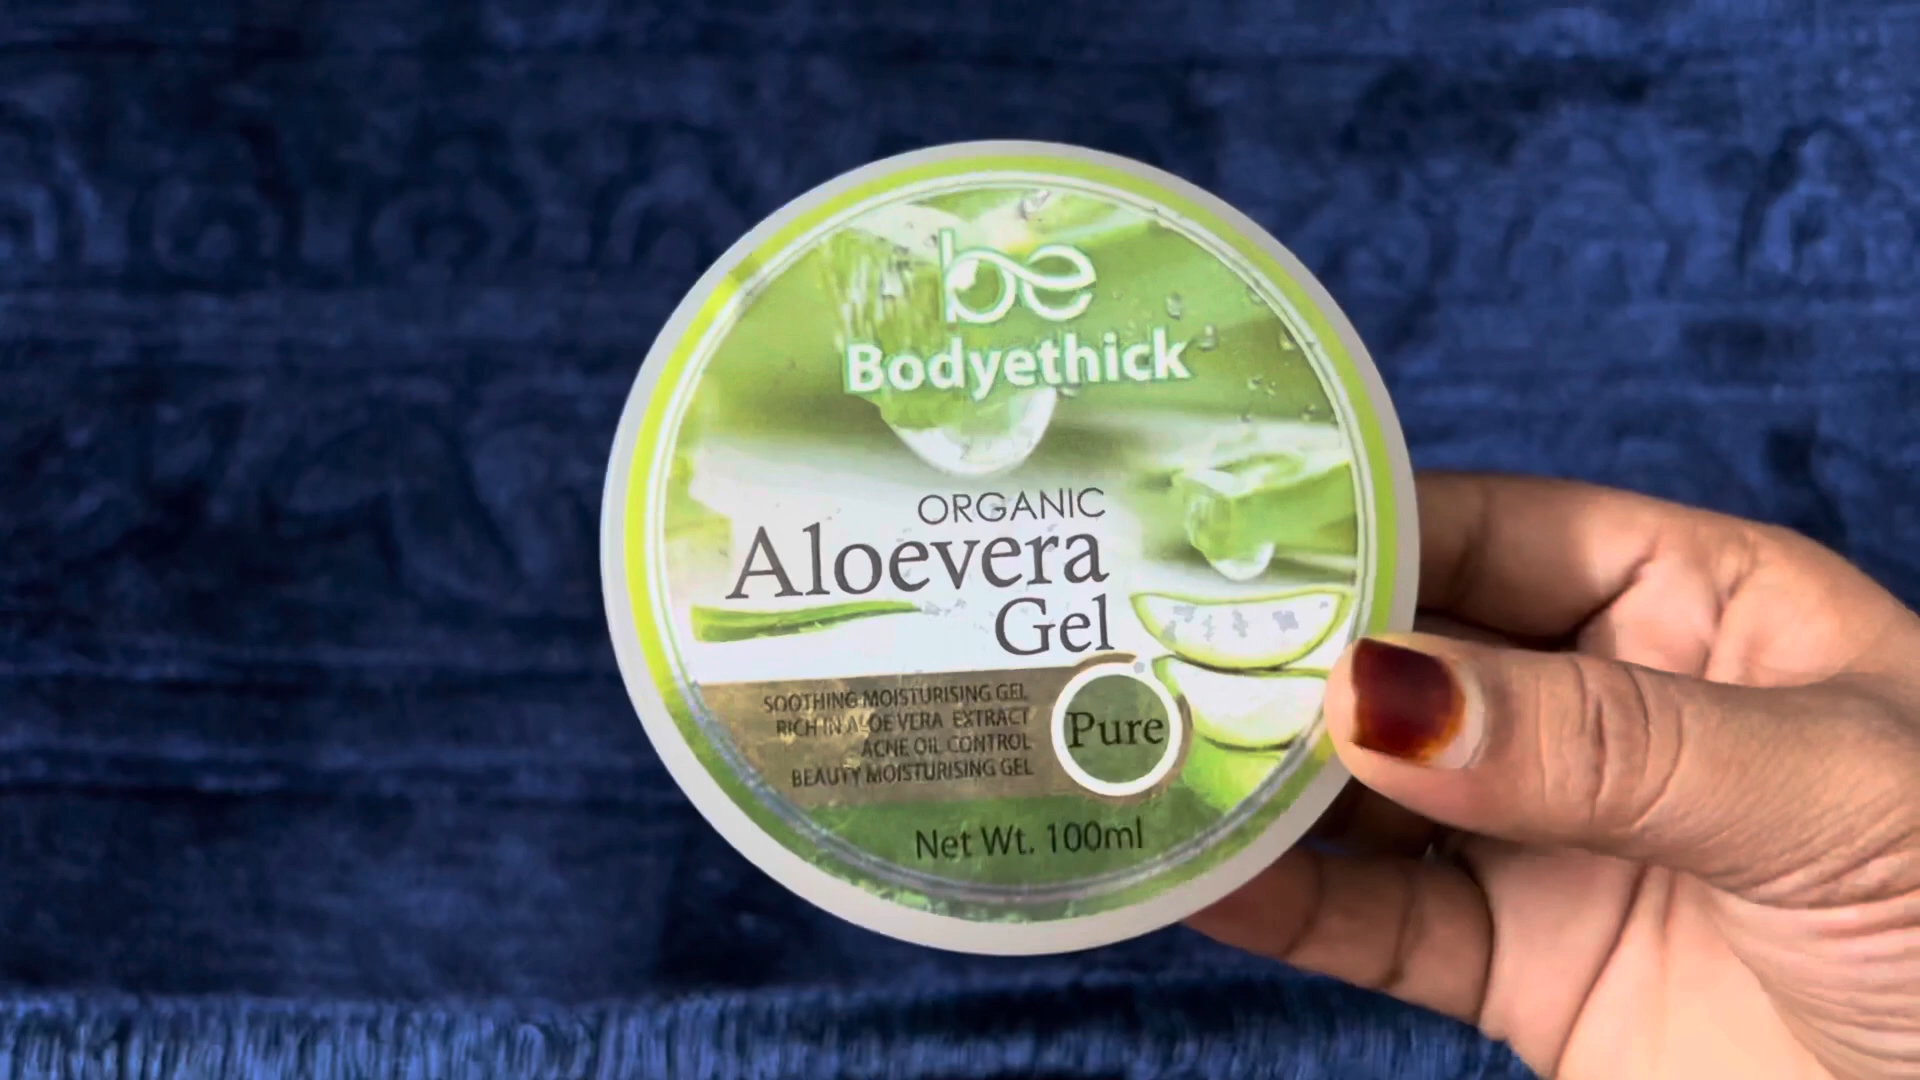 be
Bodyethick
ORGANIC
Aloevera
Gel
SOOTHING MOISTURISING GEL
RICH IN ALOE VERA EXTRACT
ACNE OIL CONTROL
BEAUTY MOISTURISING GEL
Pure
Net Wt. 100ml